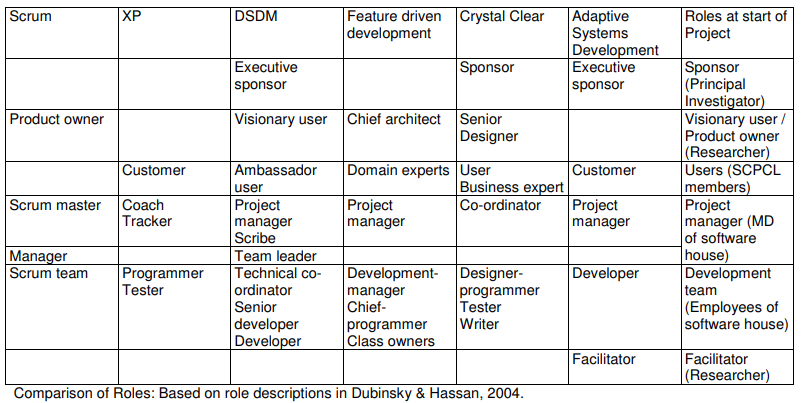 Scrum
XP
DSDM
Feature driven
development
Crystal Clear
Adaptive
Systems
Development
Roles at start of
Project
Executive
sponsor
Sponsor
Executive
sponsor
Sponsor
(Principal
Investigator)
Product owner
Visionary user
Chief architect
Senior
Designer
Visionary user /
Product owner
(Researcher)
Customer
Ambassador
user
Domain experts
User
Business expert
Customer
Users (SCPCL
members)
Scrum master
Coach
Tracker
Project
manager
Scribe
Project
manager
Co-ordinator
Project
manager
Project
manager (MD
of software
house)
Manager
Team leader
Scrum team
Programmer
Tester
Technical co-
ordinator
Senior
developer
Developer
Development-
manager
Chief-
programmer
Class owners
Designer-
programmer
Tester
Writer
Developer
Development
team
(Employees of
software house)
Facilitator
Facilitator
(Researcher)
Comparison of Roles: Based on role descriptions in Dubinsky & Hassan, 2004.